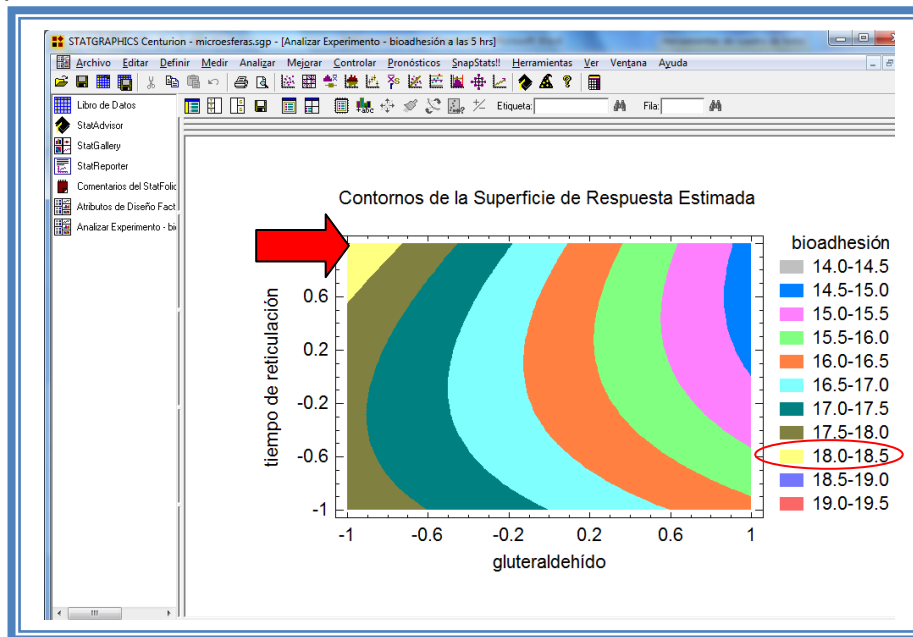 STATGRAPHICS Centurion - microesferas.sgp - [Analizar Experimento - bioadhesión a las 5 hrs]
Archivo Editar Definir Medir Analizar Mejorar Controlar Pronósticos SnapStats!! Herramientas Ver Ventana Ayuda
Etiqueta: Fila:
Libro de Datos
StatAdvisor
StatGallery
StatReporter
Comentarios del StatFolio
Atributos de Diseño Fact
Analizar Experimento - bi
Contornos de la Superficie de Respuesta Estimada
tiempo de reticulación
0.6
0.2
-0.2
-0.6
-1
-1 -0.6 -0.2 0.2 0.6 1
gluteraldehído
bioadhesión
14.0-14.5
14.5-15.0
15.0-15.5
15.5-16.0
16.0-16.5
16.5-17.0
17.0-17.5
17.5-18.0
18.0-18.5
18.5-19.0
19.0-19.5